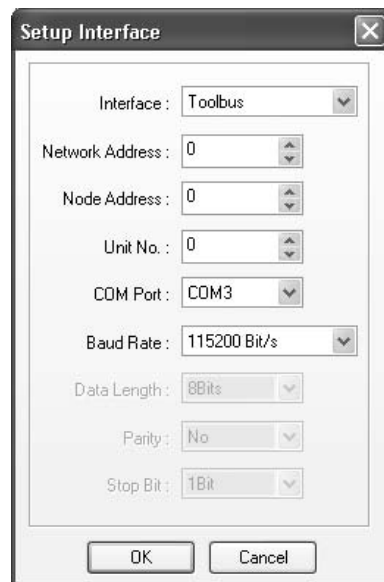 Setup Interface
Interface : Toolbus
Network Address : 0
Node Address : 0
Unit No. : 0
COM Port : COM3
Baud Rate : 115200 Bit/s
Data Length : 8Bits
Parity : No
Stop Bit : 1Bit
OK Cancel